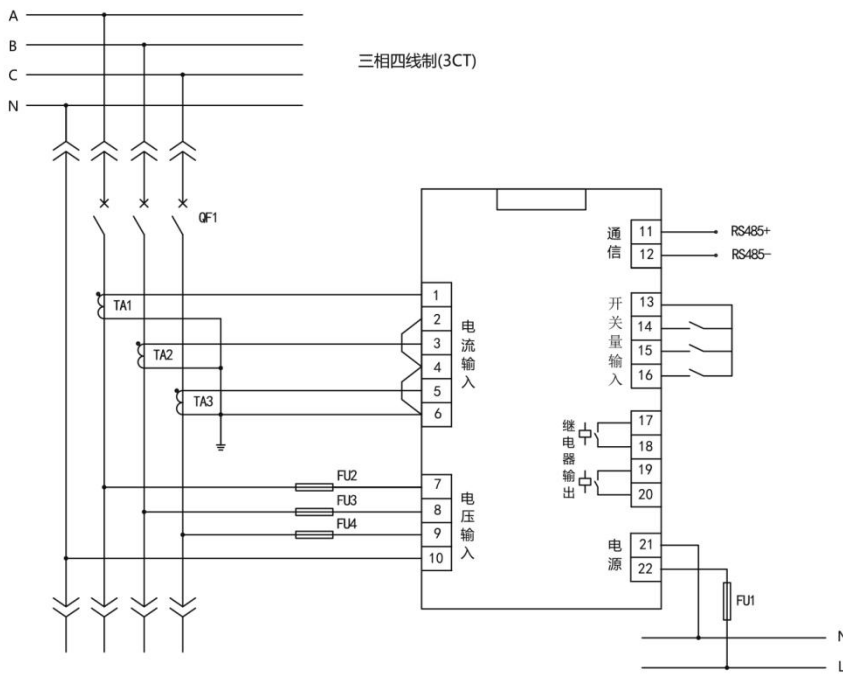 A
B
三相四线制(3CT)
C
N
QF1
通信
11
RS485+
12
RS485-
TA1
TA2
TA3
1
2
3
4
5
6
电流输入
开关量输入
13
14
15
16
继电器输出
17
18
19
20
FU2
FU3
FU4
7
8
9
10
电压输入
电源
21
22
FU1
N
L